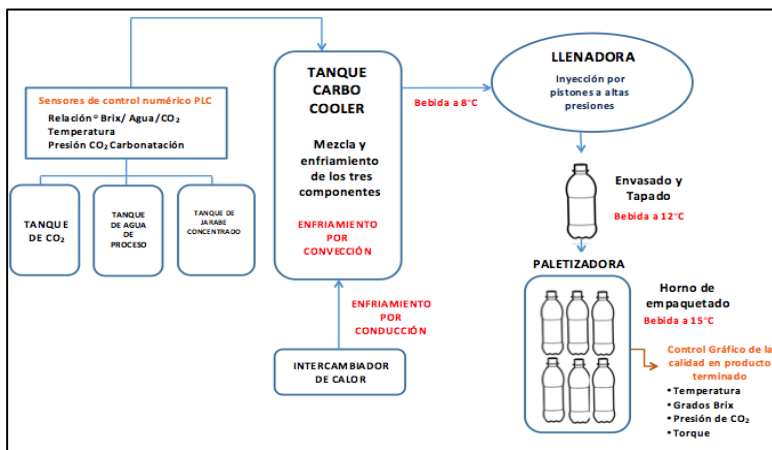 Sensores de control numérico PLC
Relación° Brix/ Agua/CO₂
Temperatura
Presión CO₂ Carbonatación
TANQUE
DE CO₂
TANQUE
DE AGUA
DE
PROCESO
TANQUE DE
JARABE
CONCENTRADO
TANQUE
CARBO
COOLER
Mezcla y
enfriamiento
de los tres
componentes
ENFRIAMIENTO
POR
CONVECCIÓN
ENFRIAMIENTO
POR
CONDUCCIÓN
INTERCAMBIADOR
DE CALOR
Bebida a 8°C
LLENADORA
Inyección por
pistones a altas
presiones
Envasado y
Tapado
Bebida a 12°C
PALETIZADORA
Horno de
empaquetado
Bebida a 15°C
Control Gráfico de la
calidad en producto
terminado
• Temperatura
• Grados Brix
• Presión de CO₂
• Torque